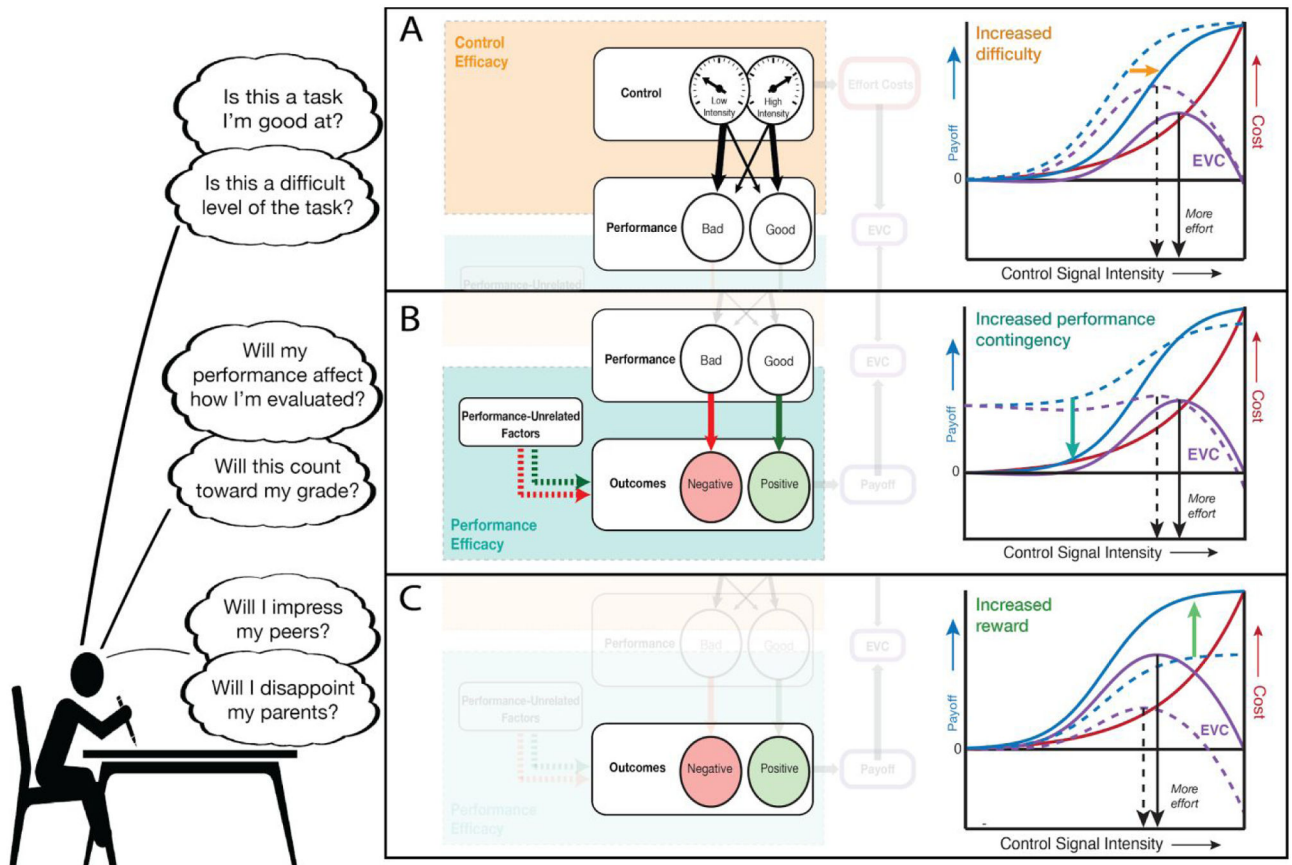 Is this a task
I'm good at?
Is this a difficult
level of the task?
Will my
performance affect
how I'm evaluated?
Will this count
toward my grade?
Will I impress
my peers?
Will I disappoint
my parents?
A
Control
Efficacy
Control
Low
Intensity
High
Intensity
Effort Costs
Performance
Bad
Good
EVC
Performance-Unrelated
Increased
difficulty
Payoff
Cost
EVC
0
More
effort
Control Signal Intensity
B
Performance
Bad
Good
EVC
Performance-Unrelated
Factors
Outcomes
Negative
Positive
Payoff
Performance
Efficacy
Increased performance
contingency
Payoff
Cost
EVC
0
More
effort
Control Signal Intensity
C
Performance
Bad
Good
EVC
Performance-Unrelated
Factors
Outcomes
Negative
Positive
Payoff
Performance
Efficacy
Increased
reward
Payoff
Cost
EVC
0
More
effort
Control Signal Intensity